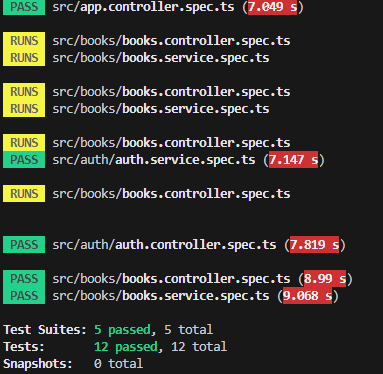 PASS src/app.controller.spec.ts (7.049 s)
RUNS src/books/books.controller.spec.ts
RUNS src/books/books.service.spec.ts
RUNS src/books/books.controller.spec.ts
RUNS src/books/books.service.spec.ts
RUNS src/books/books.controller.spec.ts
PASS src/auth/auth.service.spec.ts (7.147 s)
RUNS src/books/books.controller.spec.ts
PASS src/auth/auth.controller.spec.ts (7.819 s)
PASS src/books/books.controller.spec.ts (8.99 s)
PASS src/books/books.service.spec.ts (9.068 s)
Test Suites: 5 passed, 5 total
Tests: 12 passed, 12 total
Snapshots: 0 total